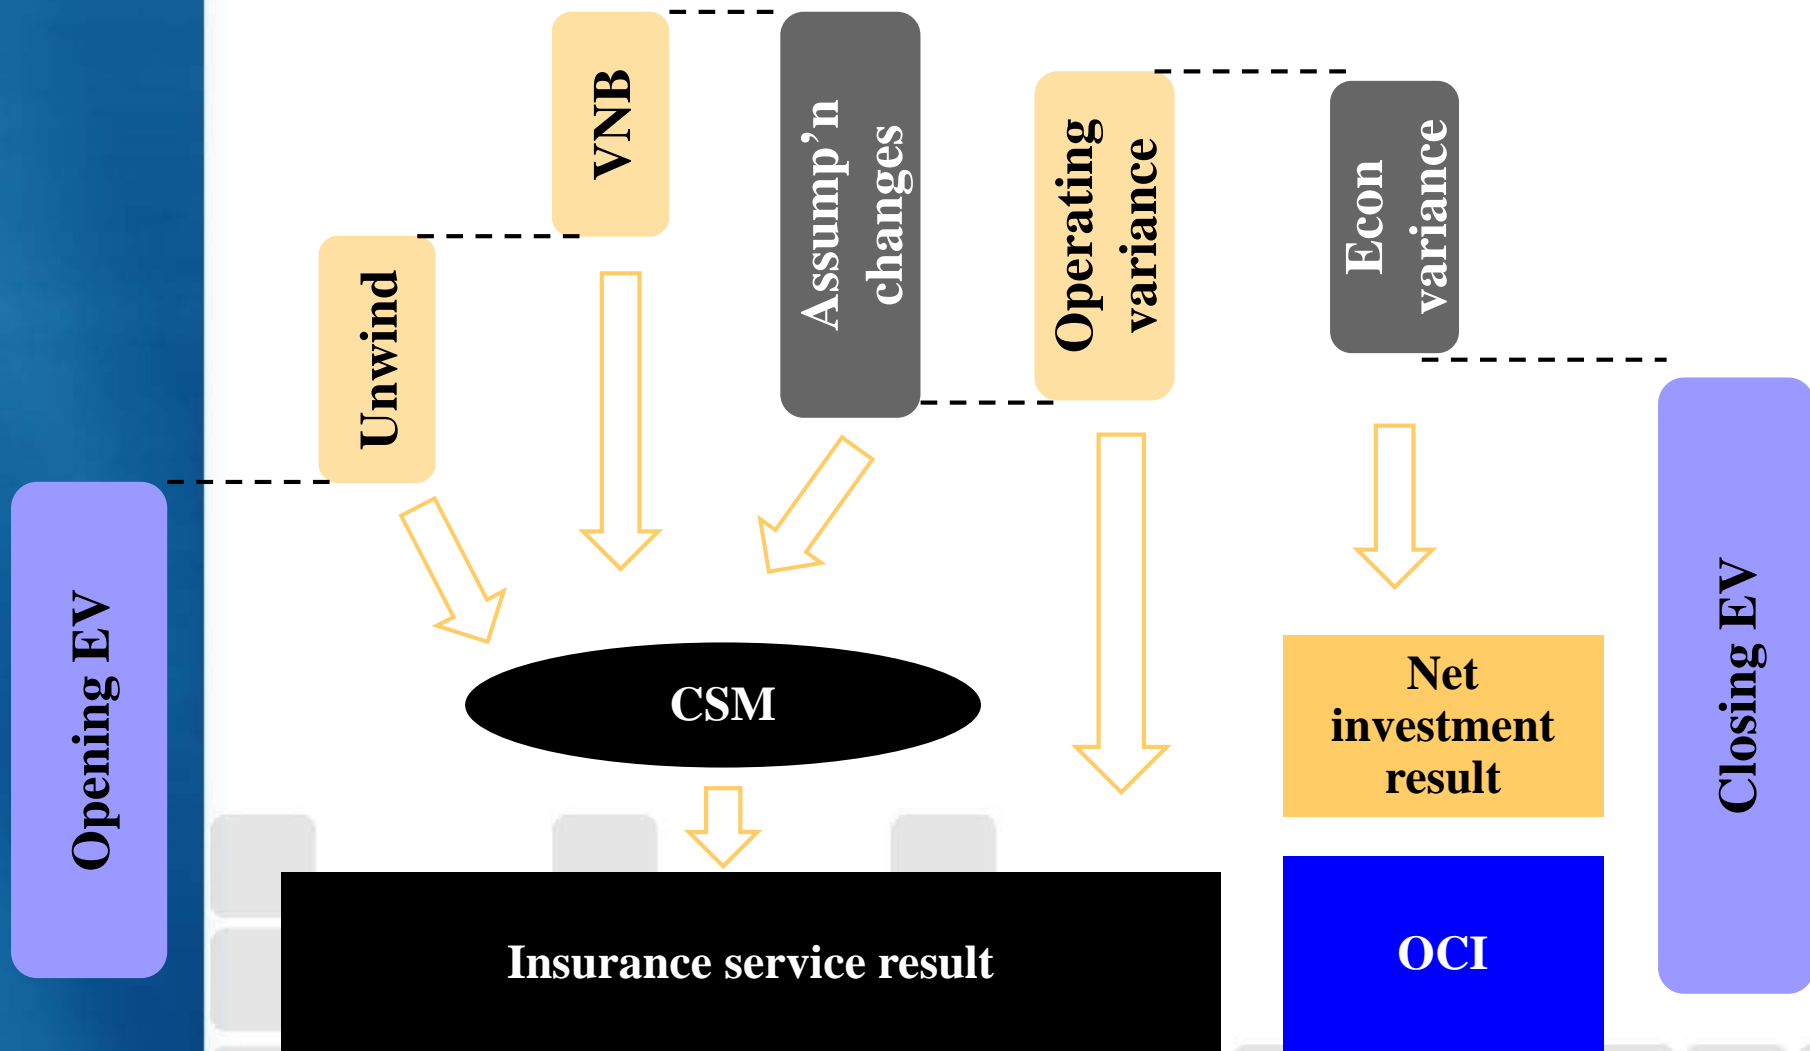 Opening EV
Unwind
VNB
Assump’n
changes
Operating
variance
Econ
variance
Closing EV
CSM
Net
investment
result
Insurance service result
OCI